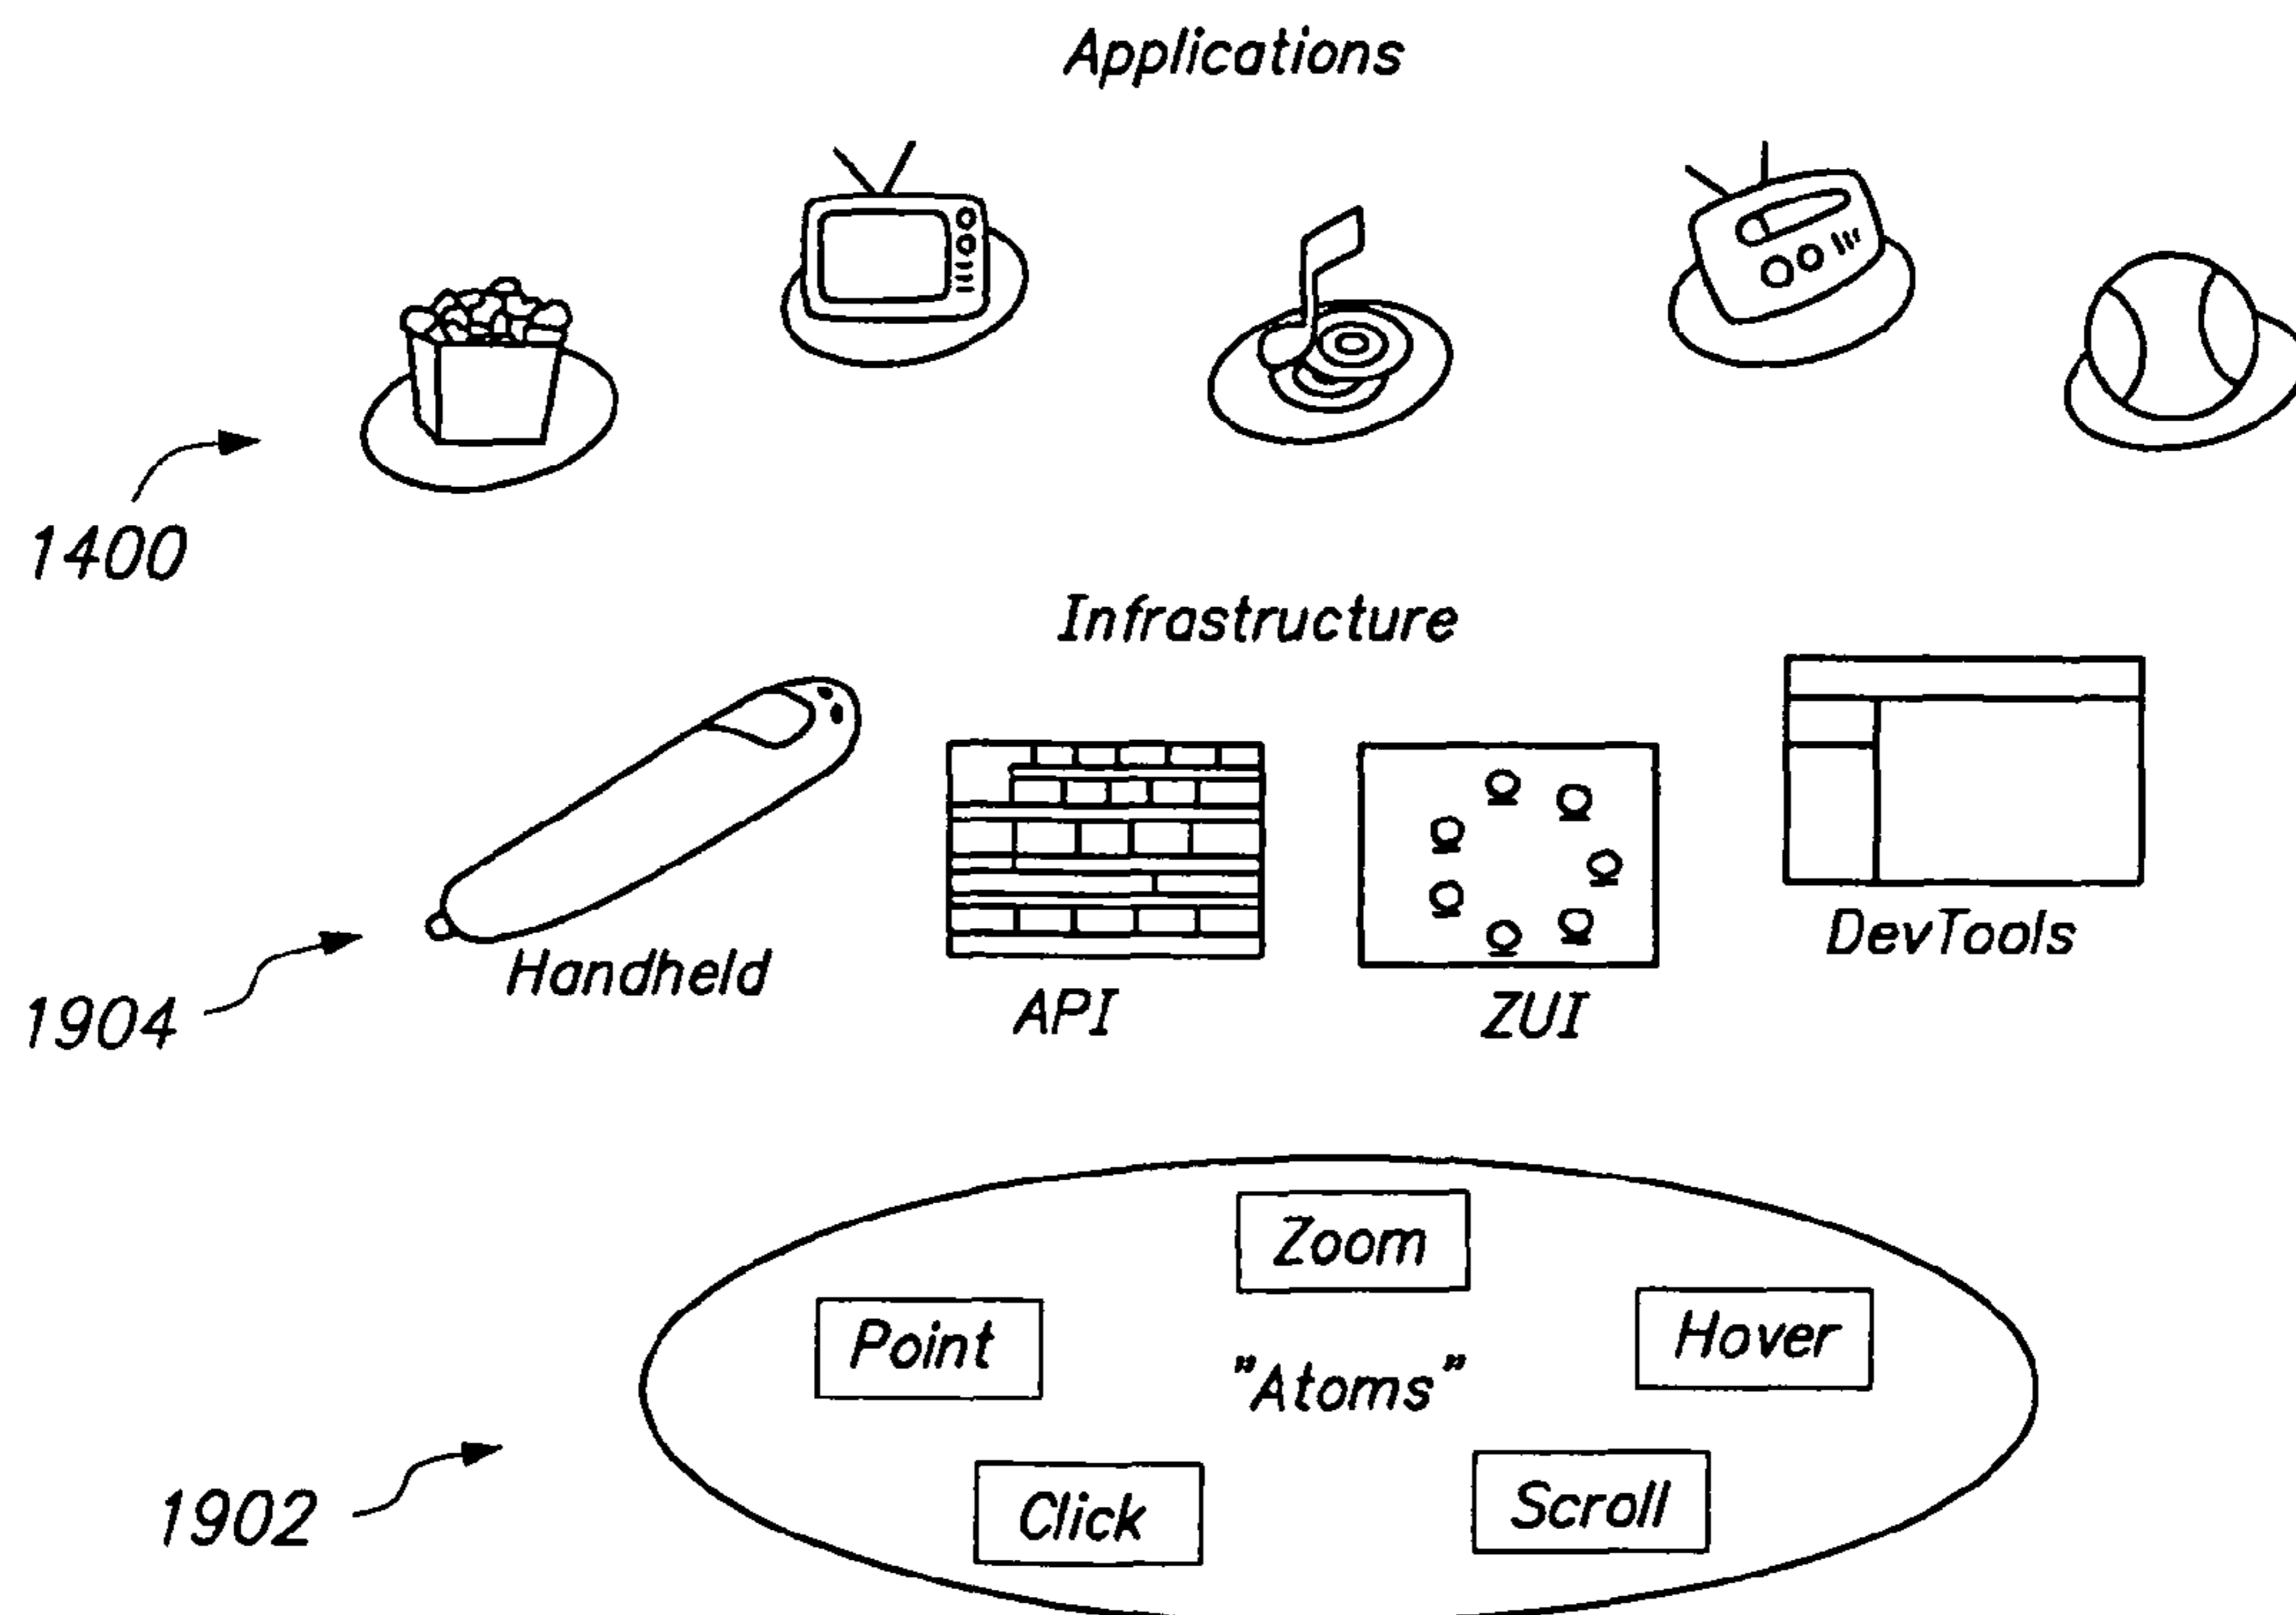 Applications
1400
Infrastructure
Handheld
API
ZUI
DevTools
1904
Zoom
Point
Hover
"Atoms"
Click
Scroll
1902